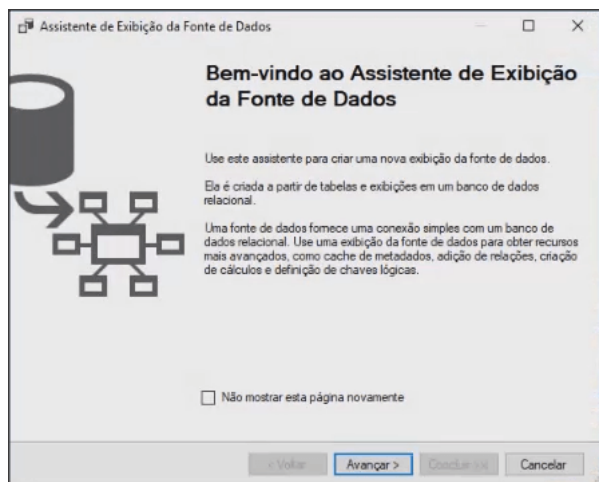 Assistente de Exibição da Fonte de Dados
Bem-vindo ao Assistente de Exibição
da Fonte de Dados
Use este assistente para criar uma nova exibição da fonte de dados.
Ela é criada a partir de tabelas e exibições em um banco de dados
relacional.
Uma fonte de dados fornece uma conexão simples com um banco de
dados relacional. Use uma exibição da fonte de dados para obter recursos
mais avançados, como cache de metadados, adição de relações, criação
de cálculos e definição de chaves lógicas.
Não mostrar esta página novamente
< Voltar Avançar > Concluir Cancelar